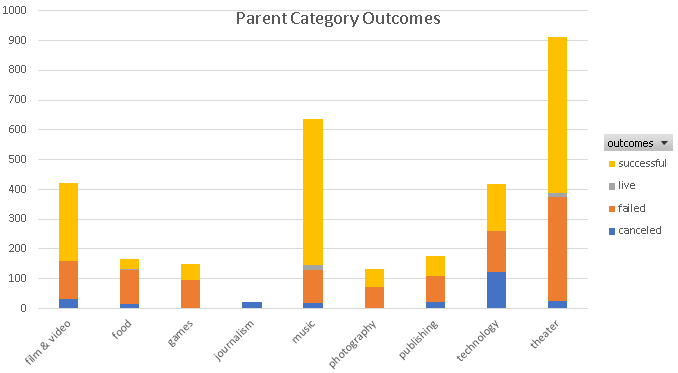 Parent Category Outcomes
1000
900
800
700
600
500
400
300
200
100
0
film & video
food
games
journalism
music
photography
publishing
technology
theater
outcomes
successful
live
failed
canceled